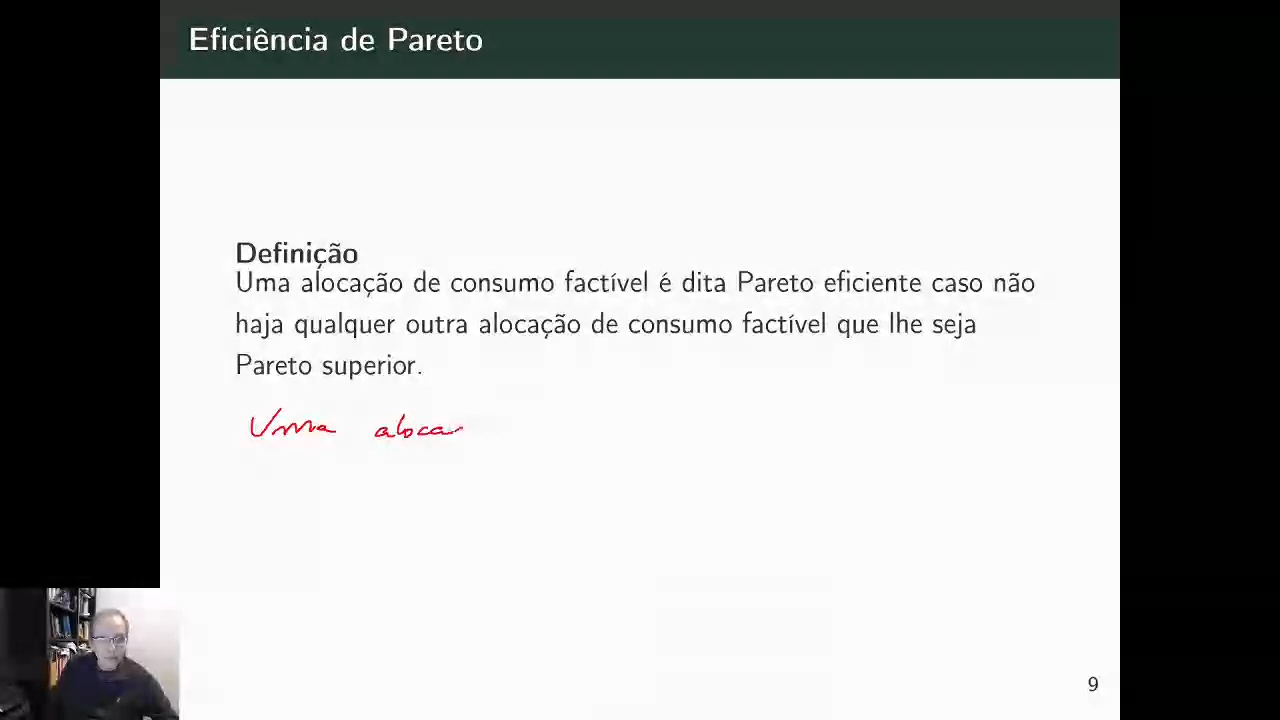 Eficiência de Pareto
Definição
Uma alocação de consumo factível é dita Pareto eficiente caso não
haja qualquer outra alocação de consumo factível que lhe seja
Pareto superior.
Uma aloca
9